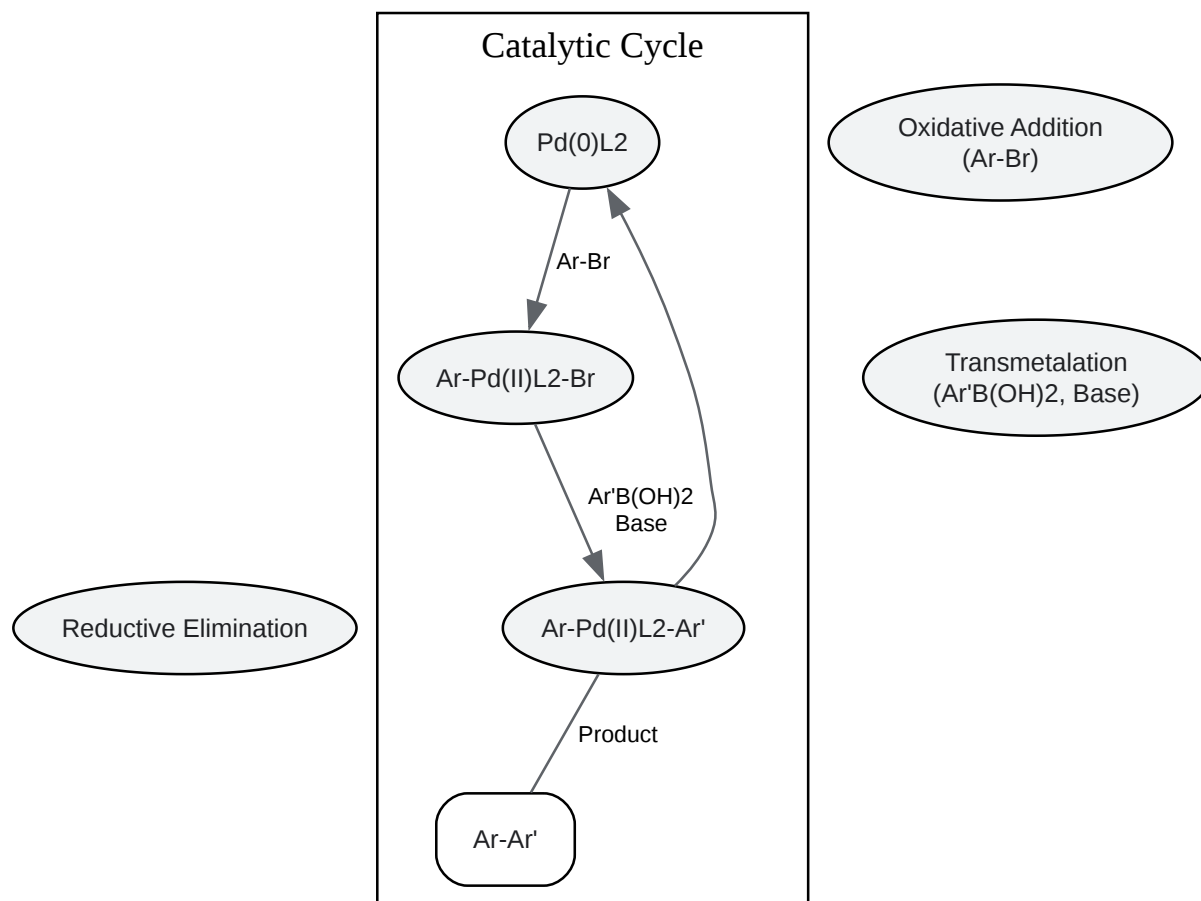 Catalytic Cycle
Pd(0)L2
Oxidative Addition
(Ar-Br)
Ar-Br
Ar-Pd(II)L2-Br
Transmetalation
(Ar'B(OH)2, Base)
Ar'B(OH)2
Base
Reductive Elimination
Ar-Pd(II)L2-Ar'
Product
Ar-Ar'